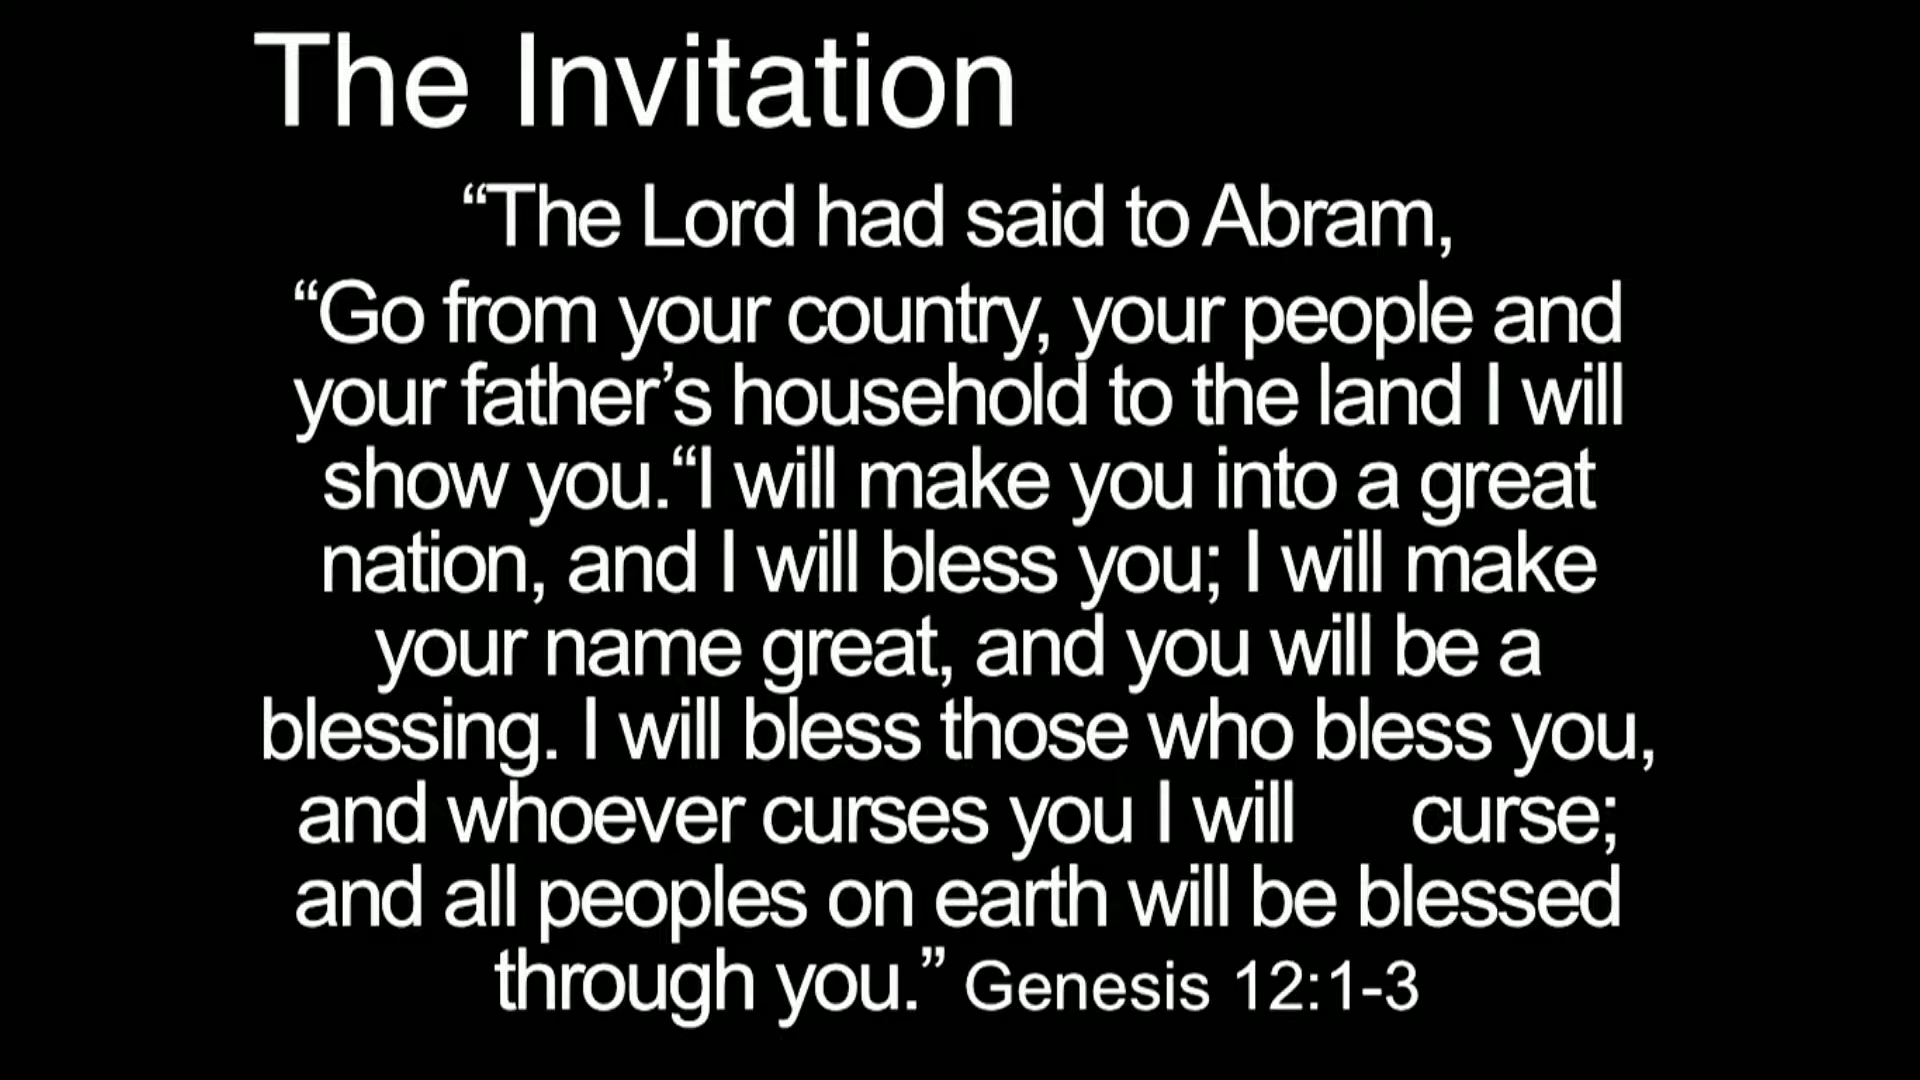 The Invitation
“The Lord had said to Abram,
“Go from your country, your people and
your father’s household to the land I will
show you.“I will make you into a great
nation, and I will bless you; I will make
your name great, and you will be a
blessing. I will bless those who bless you,
and whoever curses you I will curse;
and all peoples on earth will be blessed
through you.” Genesis 12:1-3